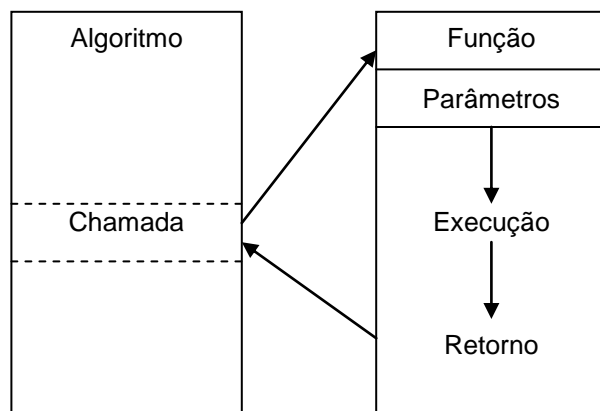 Algoritmo
Chamada
Função
Parâmetros
Execução
Retorno